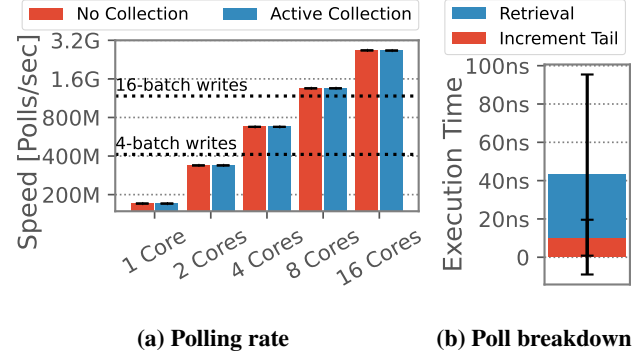 No Collection
Active Collection
Speed [Polls/sec]
3.2G
1.6G
800M
400M
200M
16-batch writes
4-batch writes
1 Core
2 Cores
4 Cores
8 Cores
16 Cores
(a) Polling rate
Retrieval
Increment Tail
Execution Time
100ns
80ns
60ns
40ns
20ns
0
(b) Poll breakdown